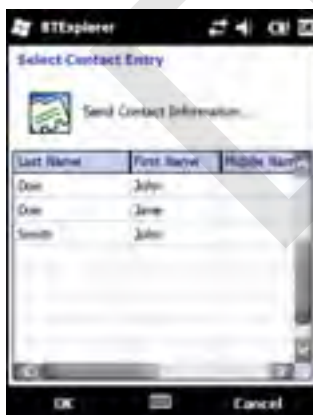 BTExplorer
Select Contact Entry
Send Contact Information...
Last Name First Name Middle Nam
Doe John
Doe Jane
Smith John
OK Cancel